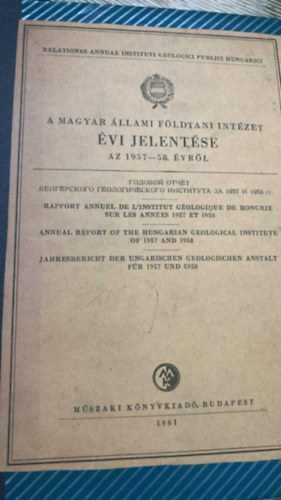 RELATIONES ANNUAE INSTITUTI GEOLOGICI PUBLICI HUNGARICI
A MAGYAR ÁLLAMI FÖLDTANI INTÉZET
ÉVI JELENTÉSE
AZ 1957—58. ÉVRŐL
ГОДОВОЙ ОТЧЕТ
ВЕНГЕРСКОГО ГЕОЛОГИЧЕСКОГО ИНСТИТУТА ЗА 1957 И 1958 гг.
RAPPORT ANNUEL DE L'INSTITUT GÉOLOGIQUE DE HONGRIE
SUR LES ANNÉES 1957 ET 1958
ANNUAL REPORT OF THE HUNGARIAN GEOLOGICAL INSTITUTE
OF 1957 AND 1958
JAHRESBERICHT DER UNGARISCHEN GEOLOGISCHEN ANSTALT
FÜR 1957 UND 1958
MŰSZAKI KÖNYVKIADÓ, BUDAPEST
1961